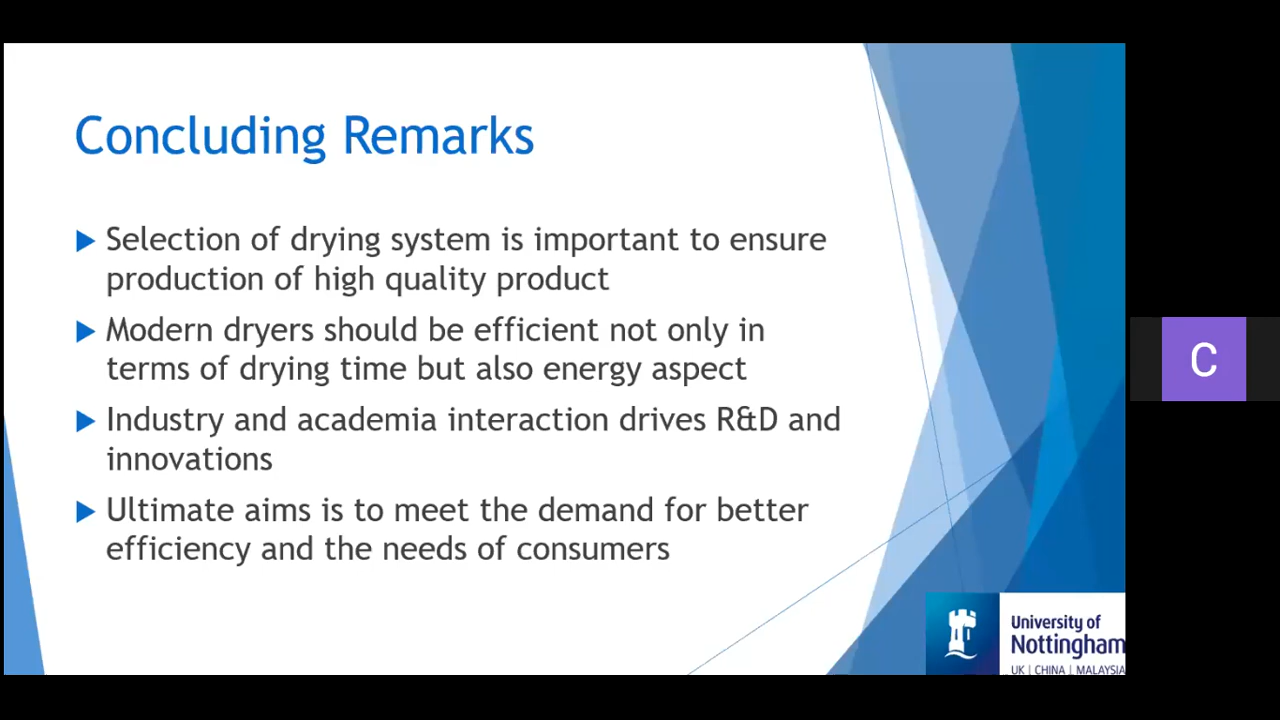 Concluding Remarks
Selection of drying system is important to ensure
production of high quality product
Modern dryers should be efficient not only in
terms of drying time but also energy aspect
Industry and academia interaction drives R&D and
innovations
Ultimate aims is to meet the demand for better
efficiency and the needs of consumers
C
University of
Nottingham
UK | CHINA | MALAYSIA